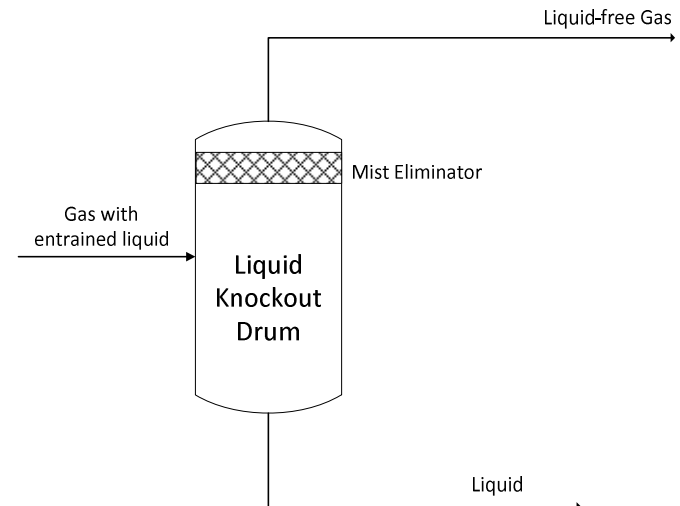 Liquid-free Gas
Mist Eliminator
Gas with
entrained liquid
Liquid
Knockout
Drum
Liquid